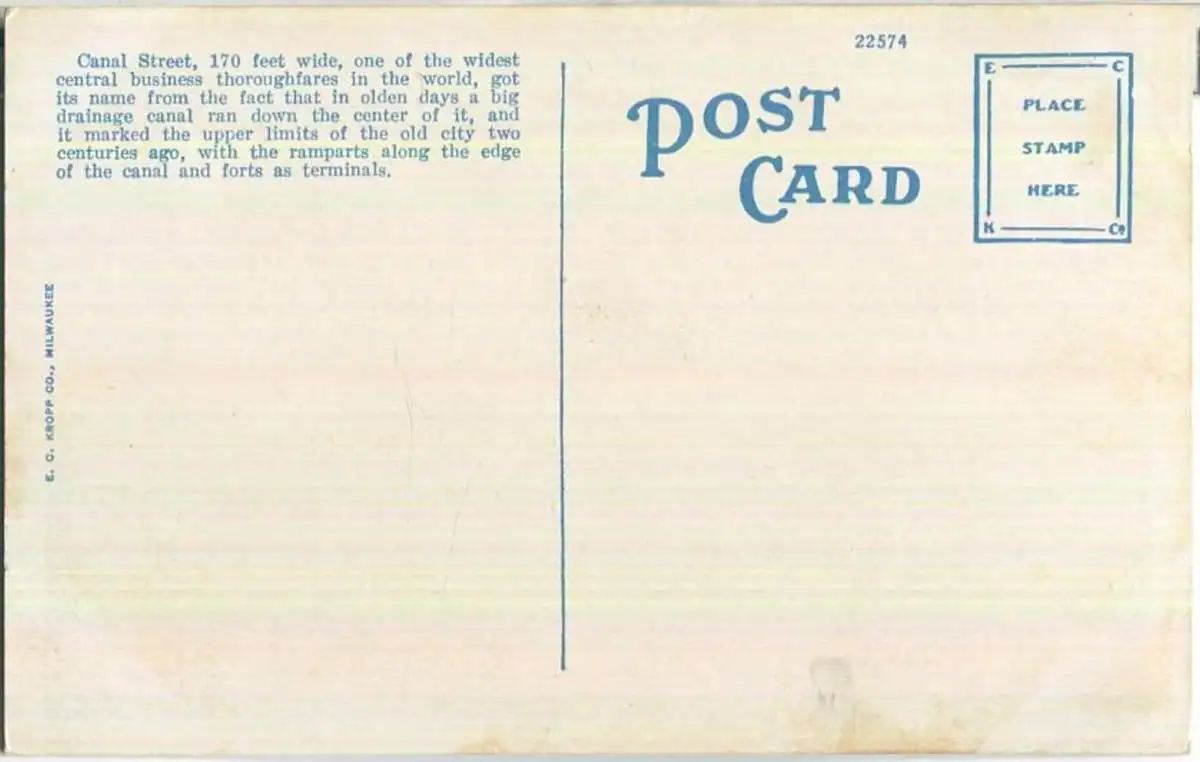 Canal Street, 170 feet wide, one of the widest
central business thoroughfares in the world, got
its name from the fact that in olden days a big
drainage canal ran down the center of it, and
it marked the upper limits of the old city two
centuries ago, with the ramparts along the edge
of the canal and forts as terminals.
E. C. KROPP CO., MILWAUKEE
22574
POST
CARD
E C
PLACE
STAMP
HERE
K Co